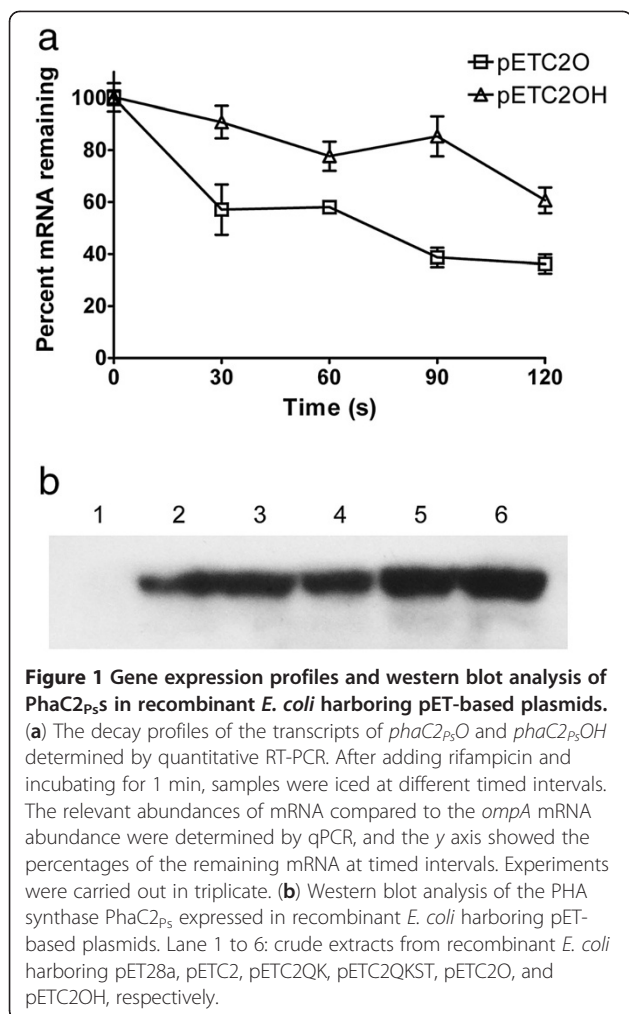 a
pETC2O
pETC2OH
Percent mRNA remaining
100
80
60
40
20
0
0 30 60 90 120
Time (s)
b
1 2 3 4 5 6
Figure 1 Gene expression profiles and western blot analysis of
PhaC2Pss in recombinant E. coli harboring pET-based plasmids.
(a) The decay profiles of the transcripts of phaC2PsO and phaC2PsOH
determined by quantitative RT-PCR. After adding rifampicin and
incubating for 1 min, samples were iced at different timed intervals.
The relevant abundances of mRNA compared to the ompA mRNA
abundance were determined by qPCR, and the y axis showed the
percentages of the remaining mRNA at timed intervals. Experiments
were carried out in triplicate. (b) Western blot analysis of the PHA
synthase PhaC2Ps expressed in recombinant E. coli harboring pET-
based plasmids. Lane 1 to 6: crude extracts from recombinant E. coli
harboring pET28a, pETC2, pETC2QK, pETC2QKST, pETC2O, and
pETC2OH, respectively.